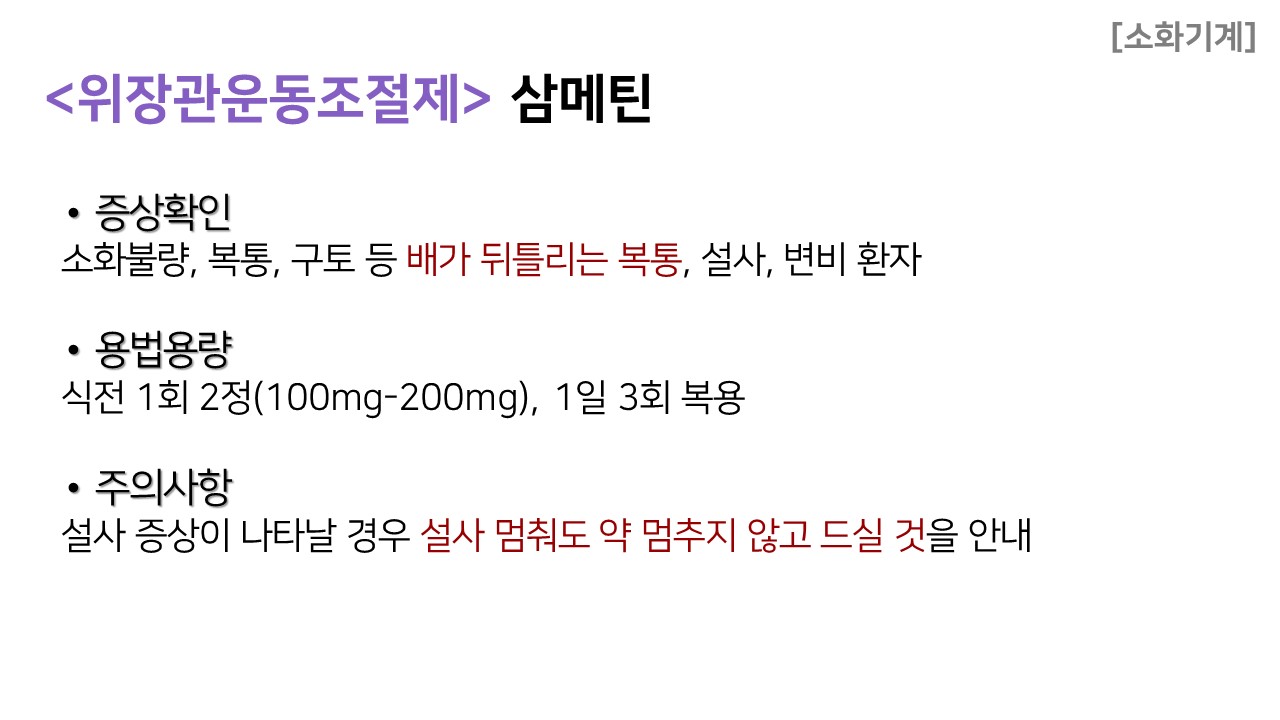 [소화기계]
<위장관운동조절제> 삼메틴
• 증상확인
소화불량, 복통, 구토 등 배가 뒤틀리는 복통, 설사, 변비 환자
• 용법용량
식전 1회 2정(100mg-200mg), 1일 3회 복용
• 주의사항
설사 증상이 나타날 경우 설사 멈춰도 약 멈추지 않고 드실 것을 안내